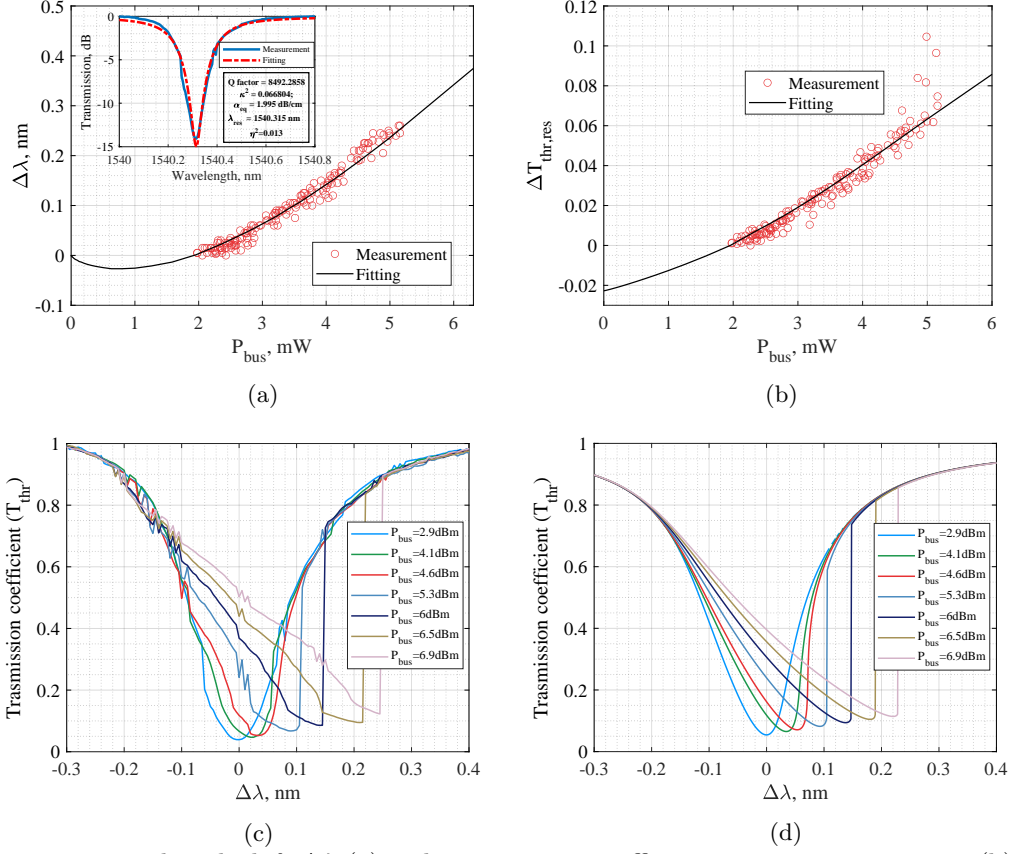 0.5
0.4
0.3
0.2
0.1
0
-0.1
Δλ, nm
0
1
2
3
4
5
6
P_bus, mW
0
-5
-10
-15
Transmission, dB
1540
1540.2
1540.4
1540.6
1540.8
Wavelength, nm
Measurement
Fitting
Q factor = 8492.2858
κ² = 0.066804;
α_eq = 1.995 dB/cm
λ_res = 1540.315 nm
η²=0.013
Measurement
Fitting
(a)
0.12
0.1
0.08
0.06
0.04
0.02
0
-0.02
ΔT_thr,res
0
1
2
3
4
5
6
P_bus, mW
Measurement
Fitting
(b)
1
0.8
0.6
0.4
0.2
0
Trasmission coefficient (T_thr)
-0.3
-0.2
-0.1
0
0.1
0.2
0.3
0.4
Δλ, nm
P_bus=2.9dBm
P_bus=4.1dBm
P_bus=4.6dBm
P_bus=5.3dBm
P_bus=6dBm
P_bus=6.5dBm
P_bus=6.9dBm
(c)
1
0.8
0.6
0.4
0.2
0
Trasmission coefficient (T_thr)
-0.3
-0.2
-0.1
0
0.1
0.2
0.3
0.4
Δλ, nm
P_bus=2.9dBm
P_bus=4.1dBm
P_bus=4.6dBm
P_bus=5.3dBm
P_bus=6dBm
P_bus=6.5dBm
P_bus=6.9dBm
(d)